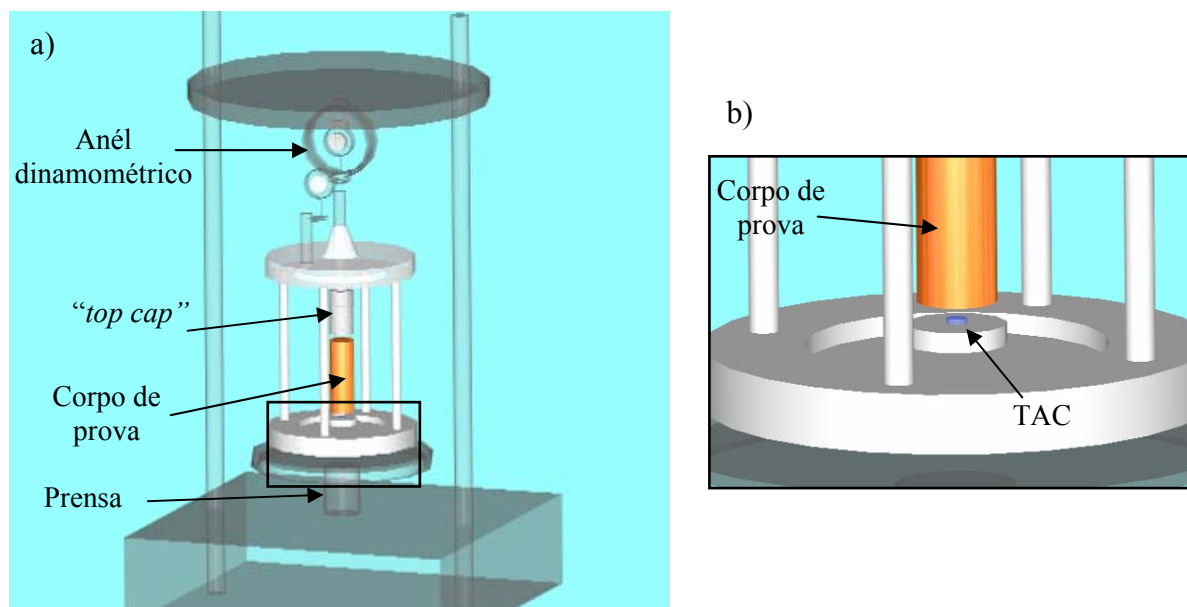 a)
Anél
dinamométrico
“top cap”
Corpo de
prova
Prensa
b)
Corpo de
prova
TAC